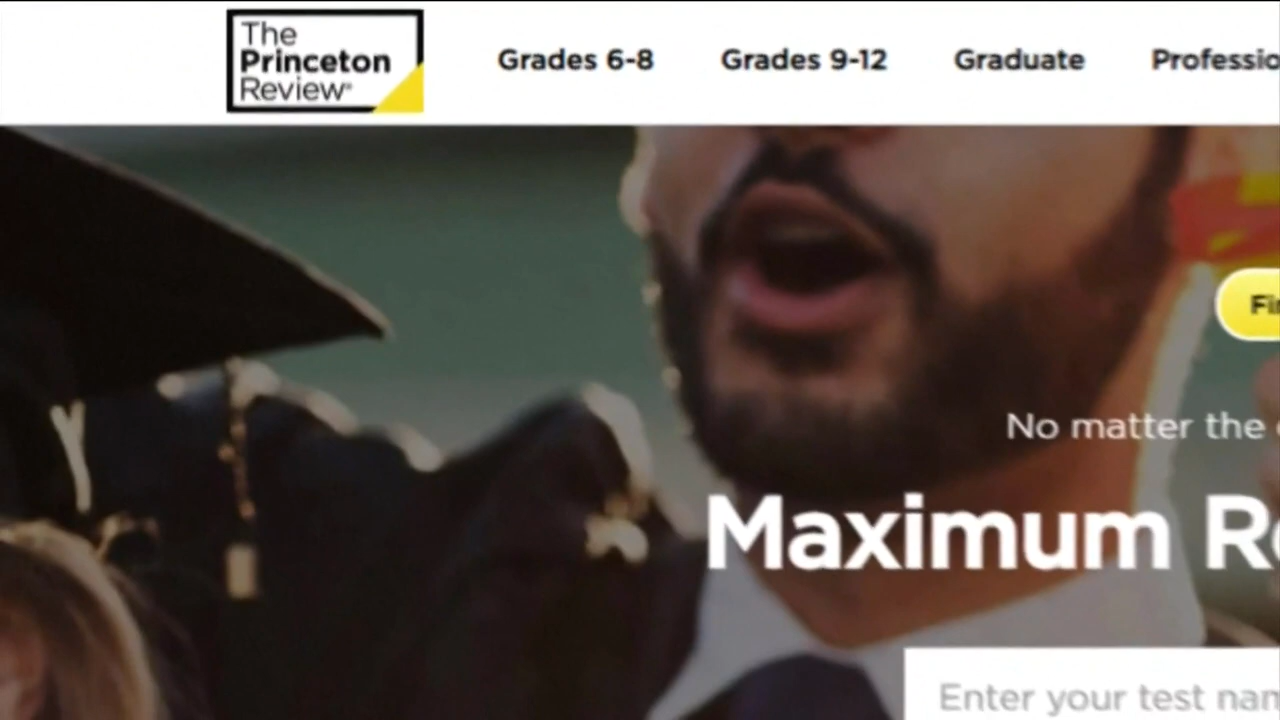 The
Princeton
Review
Grades 6-8
Grades 9-12
Graduate
No matter the
Maximum
Enter your test